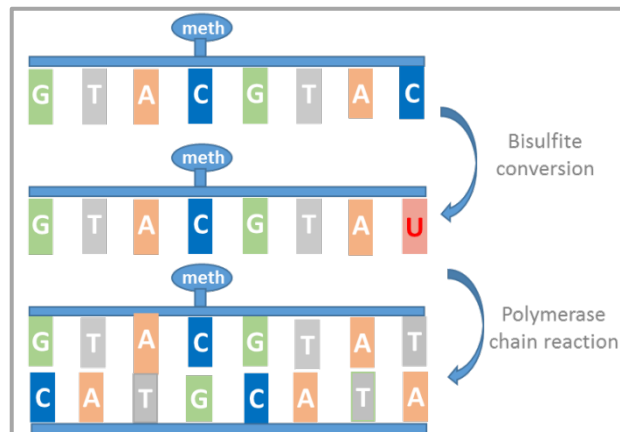 meth
G T A C G T A C
Bisulfite
conversion
meth
G T A C G T A U
meth
Polymerase
chain reaction
G T A C G T A T
C A T G C A T A